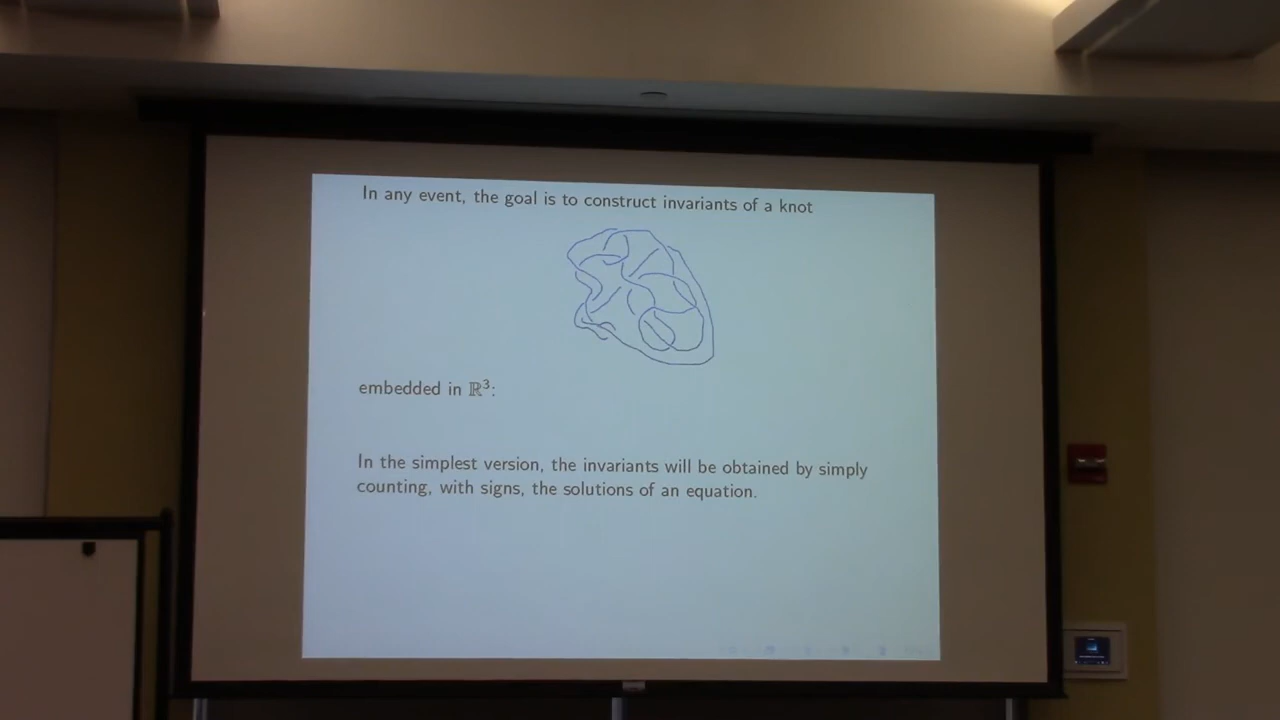 In any event, the goal is to construct invariants of a knot
embedded in ℝ³:
In the simplest version, the invariants will be obtained by simply
counting, with signs, the solutions of an equation.